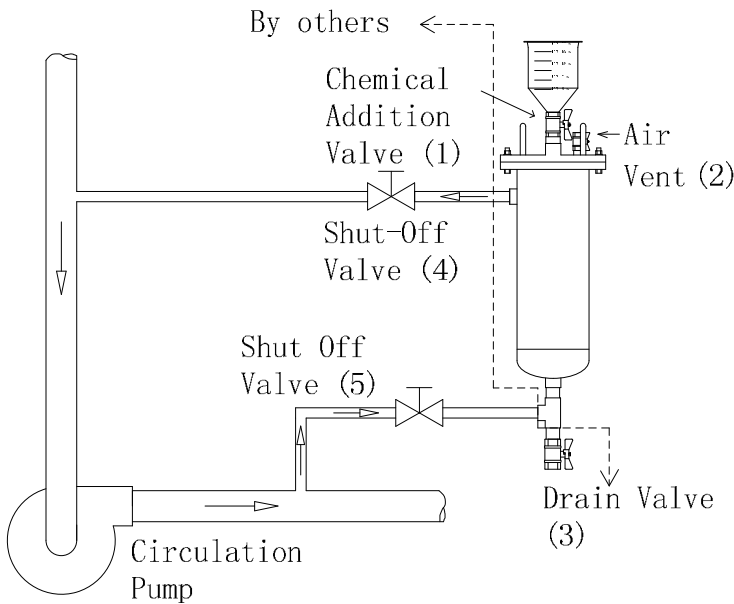 By others
Chemical
Addition
Valve (1)
Air
Vent (2)
Shut-Off
Valve (4)
Shut Off
Valve (5)
Drain Valve
(3)
Circulation
Pump